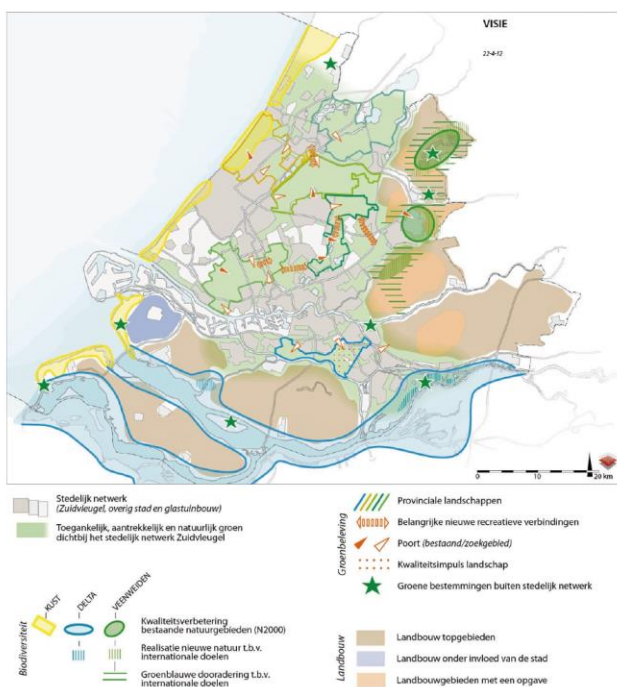 VISIE
22-4-12
0 10 20 km
Stedelijk netwerk
(Zuidvleugel, overig stad en glastuinbouw)
Toegankelijk, aantrekkelijk en natuurlijk groen
dichtbij het stedelijk netwerk Zuidvleugel
Biodiversiteit
KUST
DELTA
VEENWEIDEN
Kwaliteitsverbetering
bestaande natuurgebieden (N2000)
Realisatie nieuwe natuur t.b.v.
internationale doelen
Groenblauwe dooradering t.b.v.
internationale doelen
Groenbeleving
Provinciale landschappen
Belangrijke nieuwe recreatieve verbindingen
Poort (bestaand/zoekgebied)
Kwaliteitsimpuls landschap
Groene bestemmingen buiten stedelijk netwerk
Landbouw
Landbouw topgebieden
Landbouw onder invloed van de stad
Landbouwgebieden met een opgave